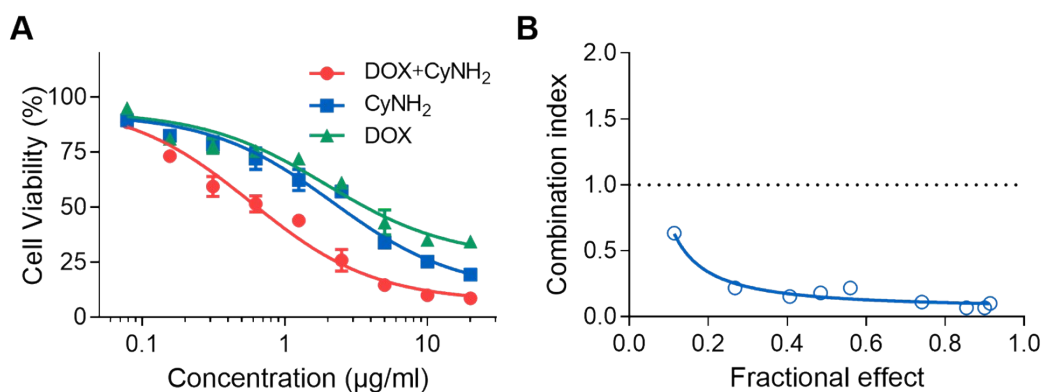 A
Cell Viability (%)
100
75
50
25
0
0.1
1
10
Concentration (µg/ml)
DOX+CyNH₂
CyNH₂
DOX
B
Combination index
2.0
1.5
1.0
0.5
0.0
0.0
0.2
0.4
0.6
0.8
1.0
Fractional effect